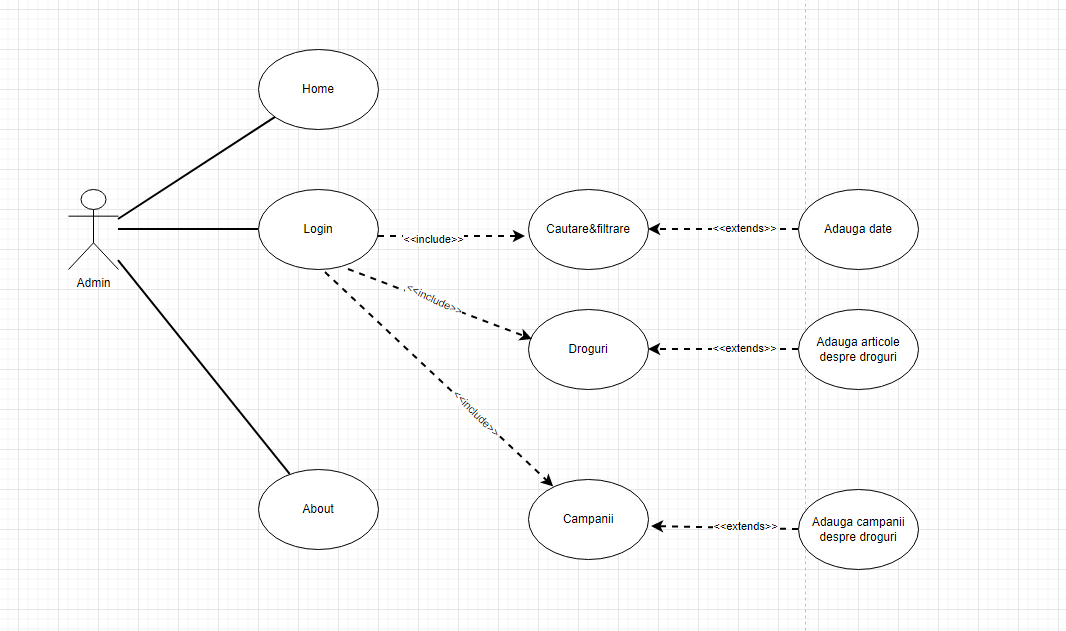 Home
Login
Admin
About
<<include>>
<<include>>
<<include>>
Cautare&filtrare
Droguri
Campanii
<<extends>>
<<extends>>
<<extends>>
Adauga date
Adauga articole
despre droguri
Adauga campanii
despre droguri